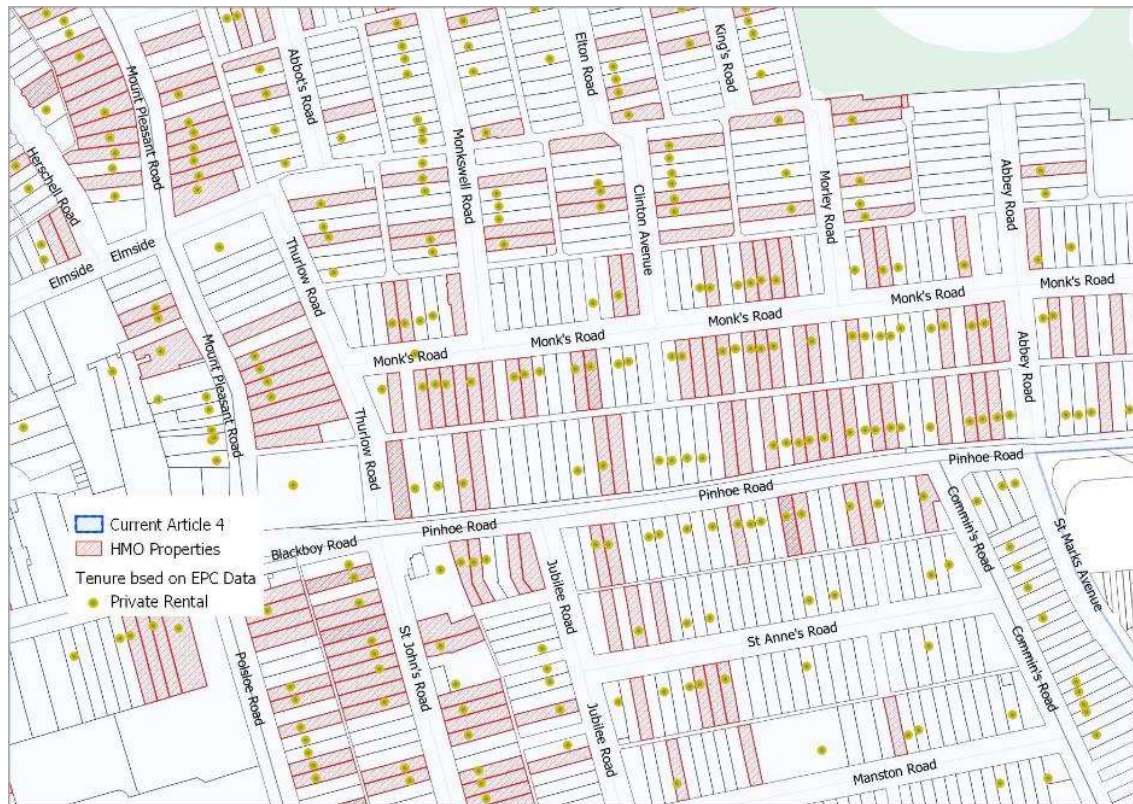 Mount Pleasant Road
Abbot's Road
Elton Road
King's Road
Herschell Road
Monkswell Road
Clinton Avenue
Morley Road
Abbey Road
Elmside
Elmside
Thurlow Road
Monk's Road
Monk's Road
Monk's Road
Monk's Road
Monk's Road
Mount Pleasant Road
Thurlow Road
Abbey Road
Pinhoe Road
Pinhoe Road
Pinhoe Road
Commin's Road
St Marks Avenue
Current Article 4
HMO Properties
Tenure bsed on EPC Data
Private Rental
Blackboy Road
Jubilee Road
St John's Road
St Anne's Road
Polsloe Road
Commin's Road
Jubilee Road
Manston Road